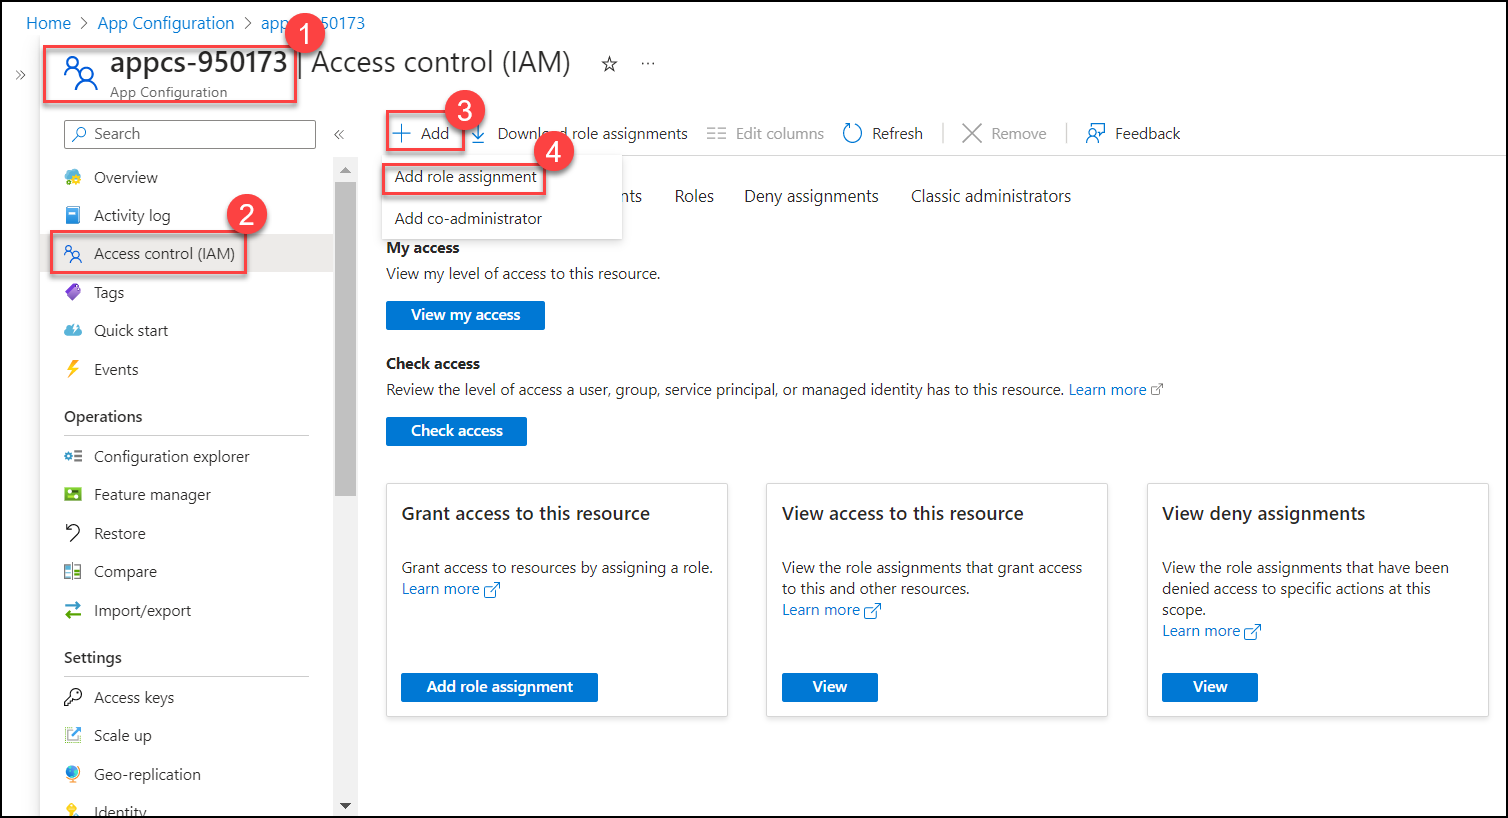 Home > App Configuration > app 50173
1
appcs-950173 | Access control (IAM)
App Configuration
Search
Overview
Activity log
2
Access control (IAM)
Tags
Quick start
Events
Operations
Configuration explorer
Feature manager
Restore
Compare
Import/export
Settings
Access keys
Scale up
Geo-replication
Identity
3
Add
Download role assignments
Edit columns
Refresh
Remove
Feedback
4
Add role assignment
Add co-administrator
nts
Roles
Deny assignments
Classic administrators
My access
View my level of access to this resource.
View my access
Check access
Review the level of access a user, group, service principal, or managed identity has to this resource. Learn more
Check access
Grant access to this resource
Grant access to resources by assigning a role.
Learn more
Add role assignment
View access to this resource
View the role assignments that grant access
to this and other resources.
Learn more
View
View deny assignments
View the role assignments that have been
denied access to specific actions at this
scope.
Learn more
View